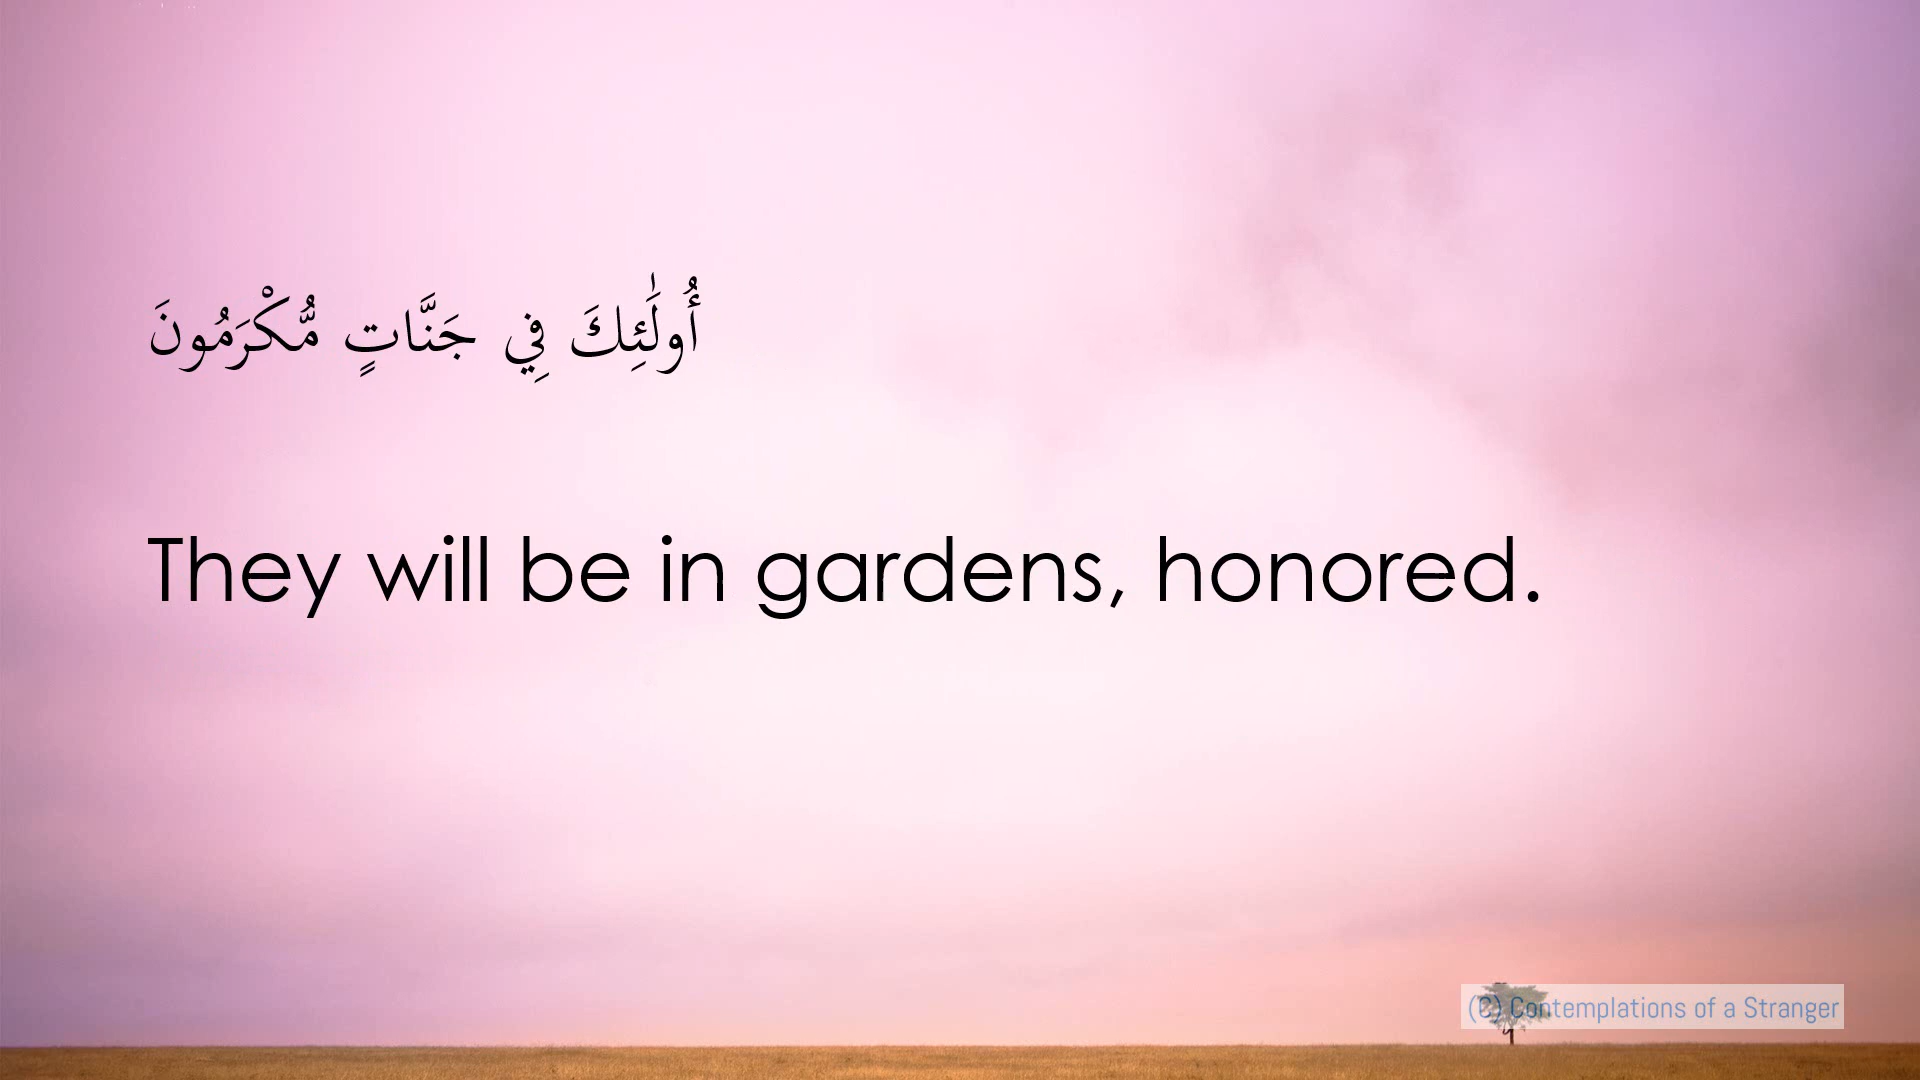 أُولَٰئِكَ فِي جَنَّاتٍ مُّكْرَمُونَ
They will be in gardens, honored.
(C) Contemplations of a Stranger